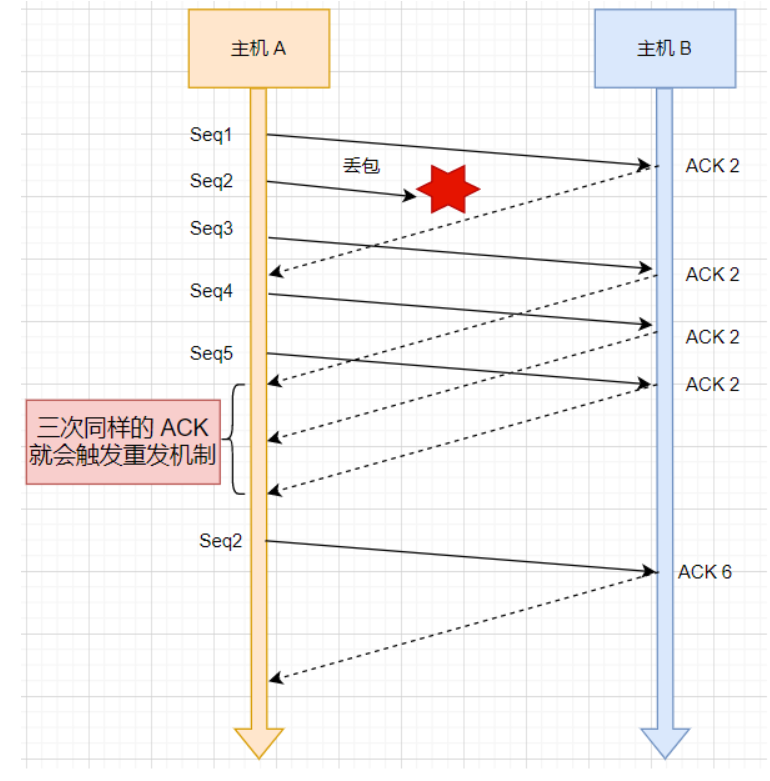 主机 A
主机 B
Seq1
丢包
ACK 2
Seq2
Seq3
ACK 2
Seq4
ACK 2
Seq5
ACK 2
三次同样的 ACK
就会触发重发机制
Seq2
ACK 6